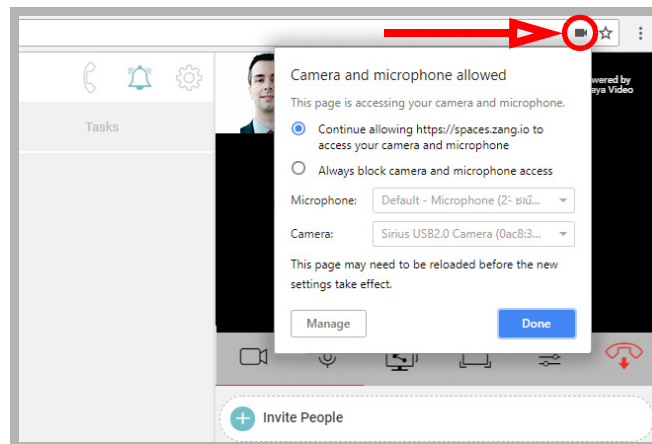 Camera and microphone allowed
wered by
aya Video
This page is accessing your camera and microphone.
Tasks
Continue allowing https://spaces.zang.io to
access your camera and microphone
Always block camera and microphone access
Microphone: Default - Microphone (2-
Camera: Sirius USB2.0 Camera (0ac8:3...
This page may need to be reloaded before the new
settings take effect.
Manage Done
Invite People